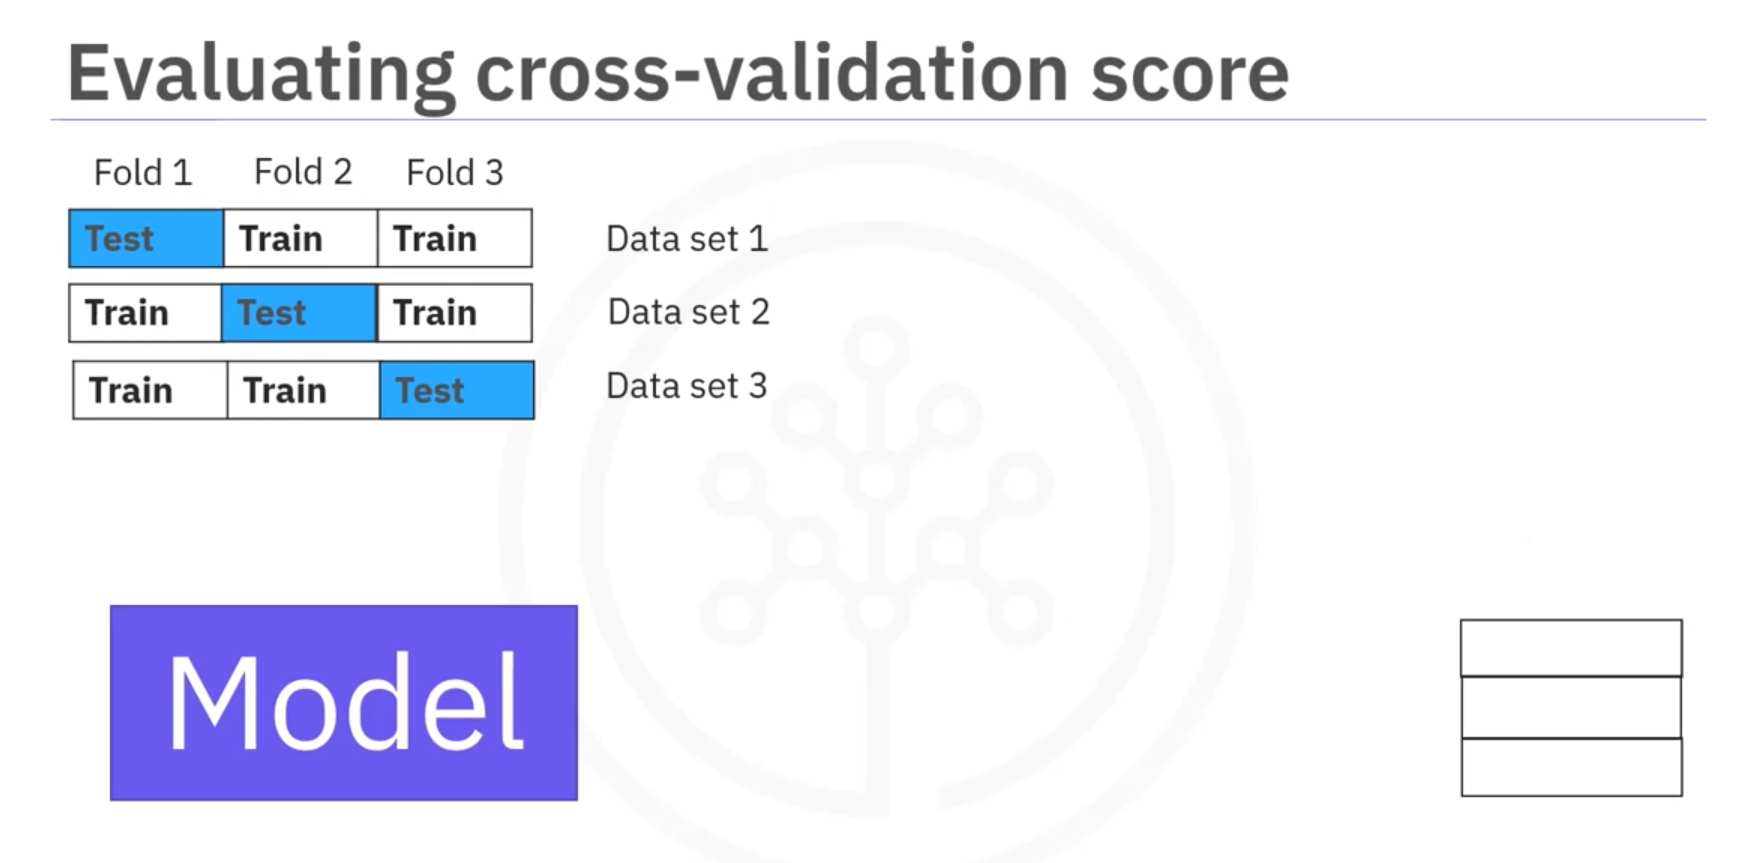 Evaluating cross-validation score
Fold 1 Fold 2 Fold 3
Test Train Train Data set 1
Train Test Train Data set 2
Train Train Test Data set 3
Model